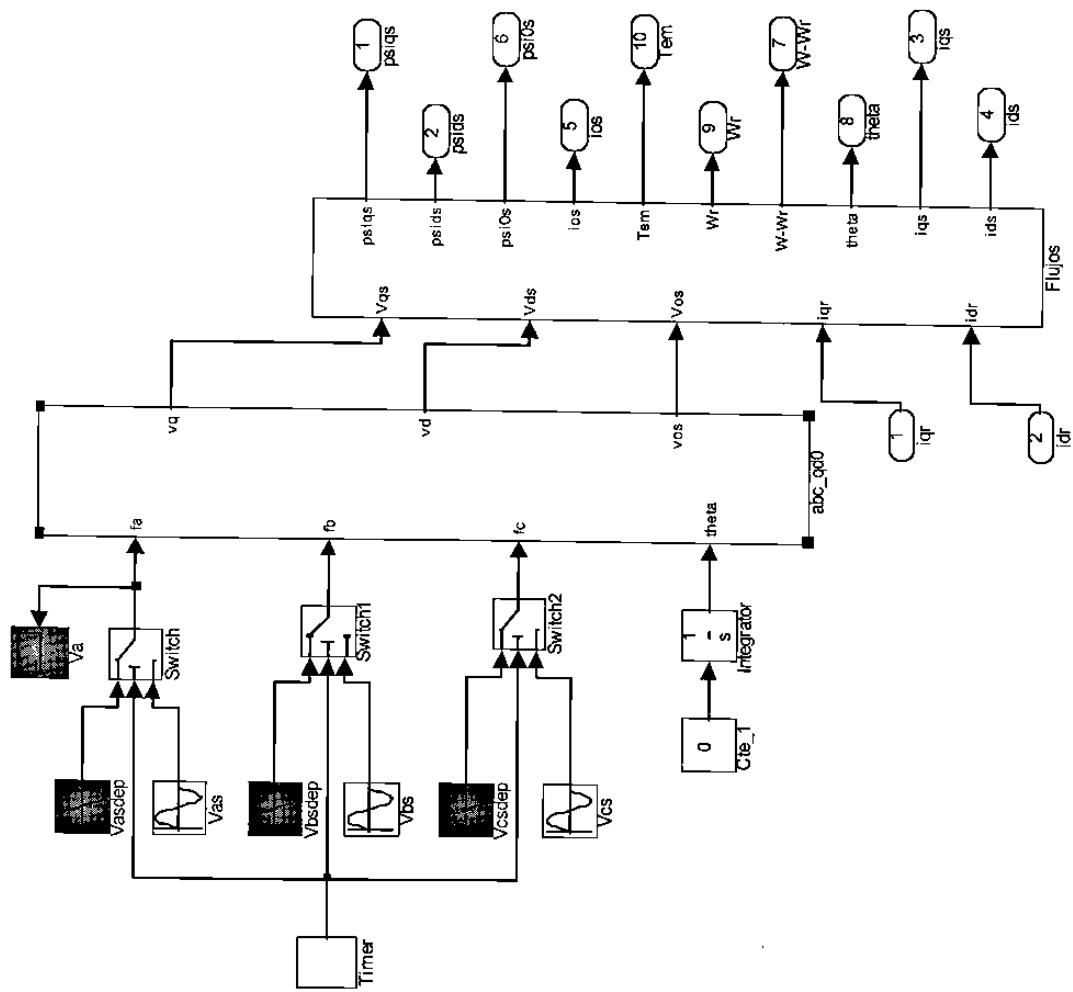 Timer
Vasdep
Vas
Vbsdep
Vbs
Vcsdep
Vcs
0
Cte_1
Va
Switch
Switch1
Switch2
1
s
Integrator
fa
fb
fc
theta
vq
vd
vos
abc_qd0
1
iqr
2
idr
Vqs
Vds
Vos
iqr
idr
psiqs
psids
psi0s
ios
Tem
Wr
W-Wr
theta
iqs
ids
Flujos
1
psiqs
2
psids
6
psi0s
5
ios
10
Tem
9
Wr
7
W-Wr
8
theta
3
iqs
4
ids